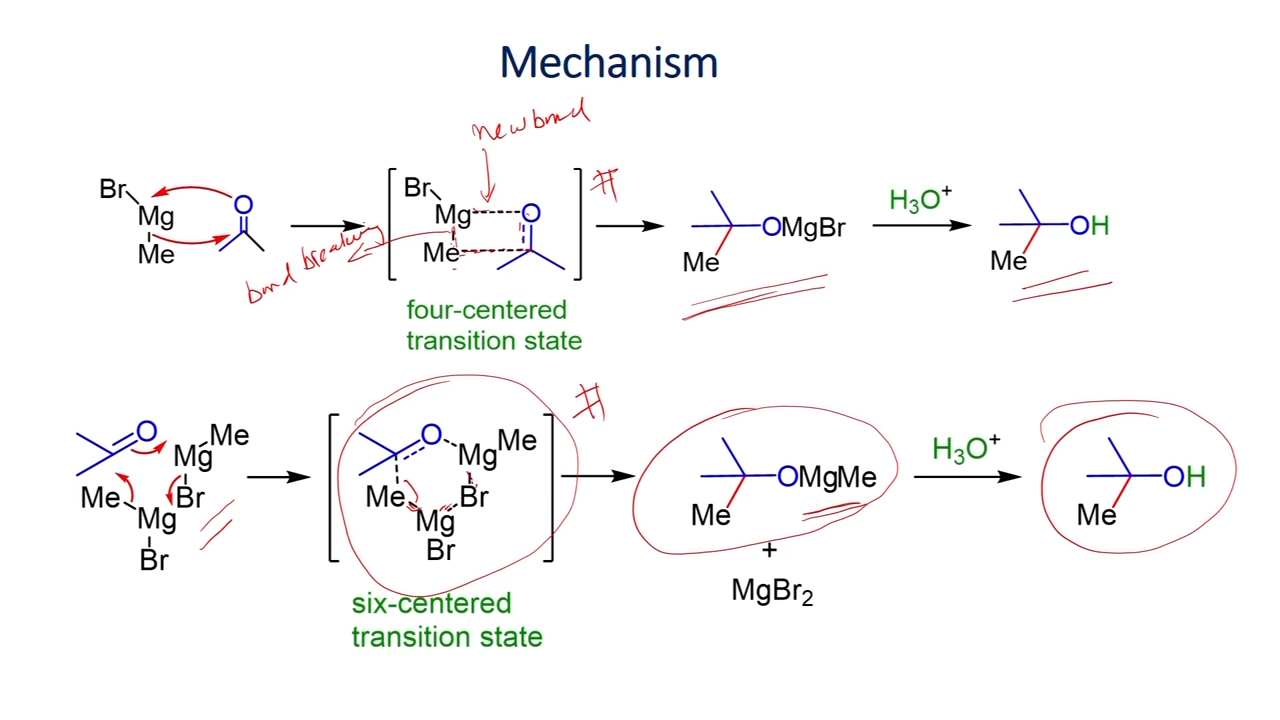 Mechanism
new bond
Br
Mg
Me
O
bond breaking
Br
Mg
Me
O
#
OMgBr
Me
H3O+
OH
Me
four-centered
transition state
O
Mg
Me
Me
Br
Mg
Br
O
Mg
Me
Me
Br
Mg
Br
#
OMgMe
Me
+
MgBr2
H3O+
OH
Me
six-centered
transition state